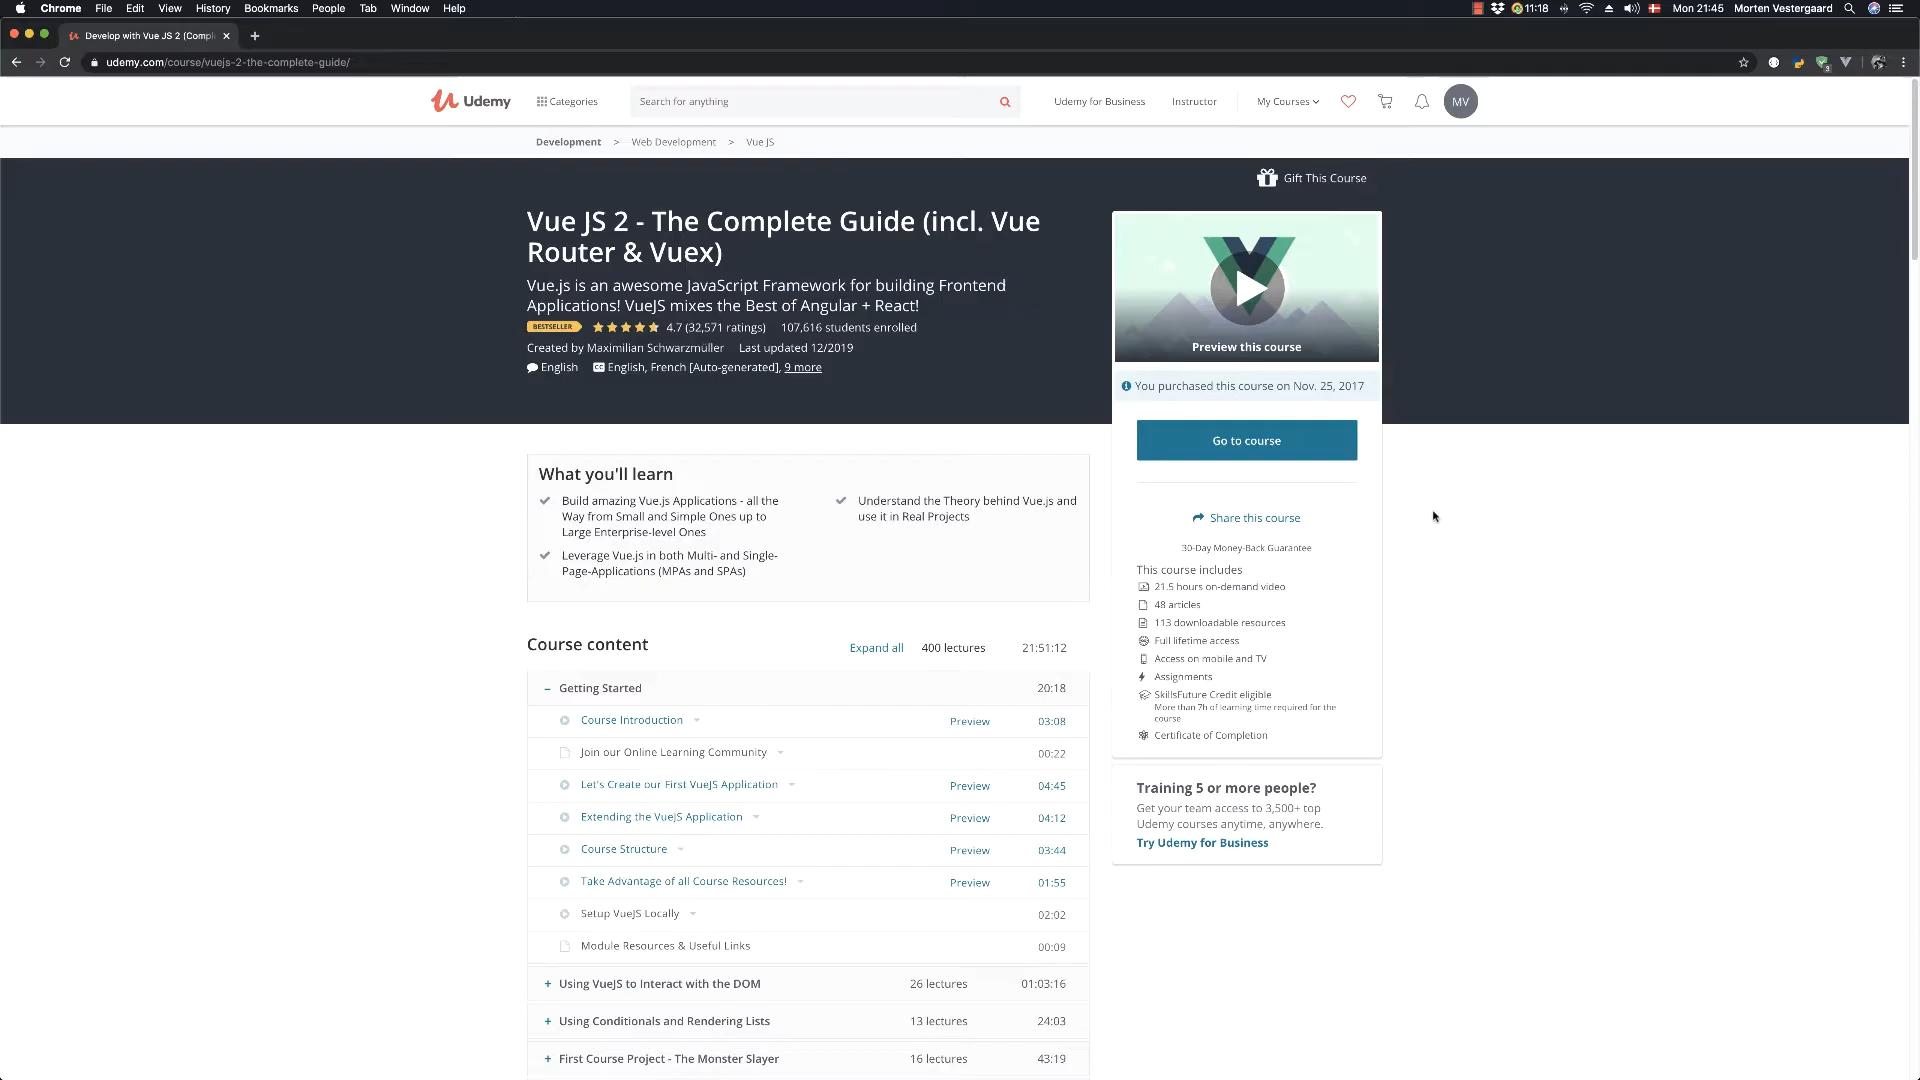 Chrome File Edit View History Bookmarks People Tab Window Help
11:18 Mon 21:45 Morten Vestergaard
Develop with Vue JS 2 (Compl
udemy.com/course/vuejs-2-the-complete-guide/
Udemy
Categories
Search for anything
Udemy for Business
Instructor
My Courses
MV
Development > Web Development > Vue JS
Gift This Course
Vue JS 2 - The Complete Guide (incl. Vue
Router & Vuex)
Vue.js is an awesome JavaScript Framework for building Frontend
Applications! VueJS mixes the Best of Angular + React!
BESTSELLER 4.7 (32,571 ratings) 107,616 students enrolled
Created by Maximilian Schwarzmüller Last updated 12/2019
English CC English, French [Auto-generated], 9 more
Preview this course
You purchased this course on Nov. 25, 2017
Go to course
Share this course
30-Day Money-Back Guarantee
This course includes
21.5 hours on-demand video
48 articles
113 downloadable resources
Full lifetime access
Access on mobile and TV
Assignments
SkillsFuture Credit eligible
More than 7h of learning time required for the
course
Certificate of Completion
Training 5 or more people?
Get your team access to 3,500+ top
Udemy courses anytime, anywhere.
Try Udemy for Business
What you'll learn
Build amazing Vue.js Applications - all the
Way from Small and Simple Ones up to
Large Enterprise-level Ones
Leverage Vue.js in both Multi- and Single-
Page-Applications (MPAs and SPAs)
Understand the Theory behind Vue.js and
use it in Real Projects
Course content Expand all 400 lectures 21:51:12
– Getting Started 20:18
Course Introduction Preview 03:08
Join our Online Learning Community 00:22
Let's Create our First VueJS Application Preview 04:45
Extending the VueJS Application Preview 04:12
Course Structure Preview 03:44
Take Advantage of all Course Resources! Preview 01:55
Setup VueJS Locally 02:02
Module Resources & Useful Links 00:09
+ Using VueJS to Interact with the DOM 26 lectures 01:03:16
+ Using Conditionals and Rendering Lists 13 lectures 24:03
+ First Course Project - The Monster Slayer 16 lectures 43:19